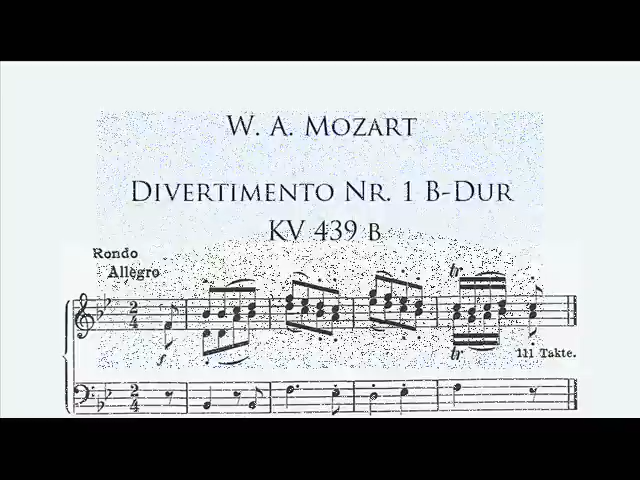 W. A. MOZART
DIVERTIMENTO NR. 1 B-DUR
KV 439 B
Rondo
Allegro
2
4
tr
f
tr
111 Takte.
2
4